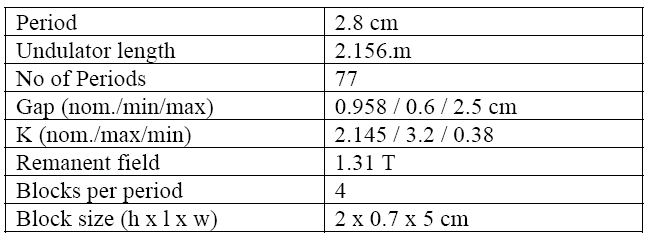 Period 2.8 cm
Undulator length 2.156.m
No of Periods 77
Gap (nom./min/max) 0.958 / 0.6 / 2.5 cm
K (nom./max/min) 2.145 / 3.2 / 0.38
Remanent field 1.31 T
Blocks per period 4
Block size (h x l x w) 2 x 0.7 x 5 cm